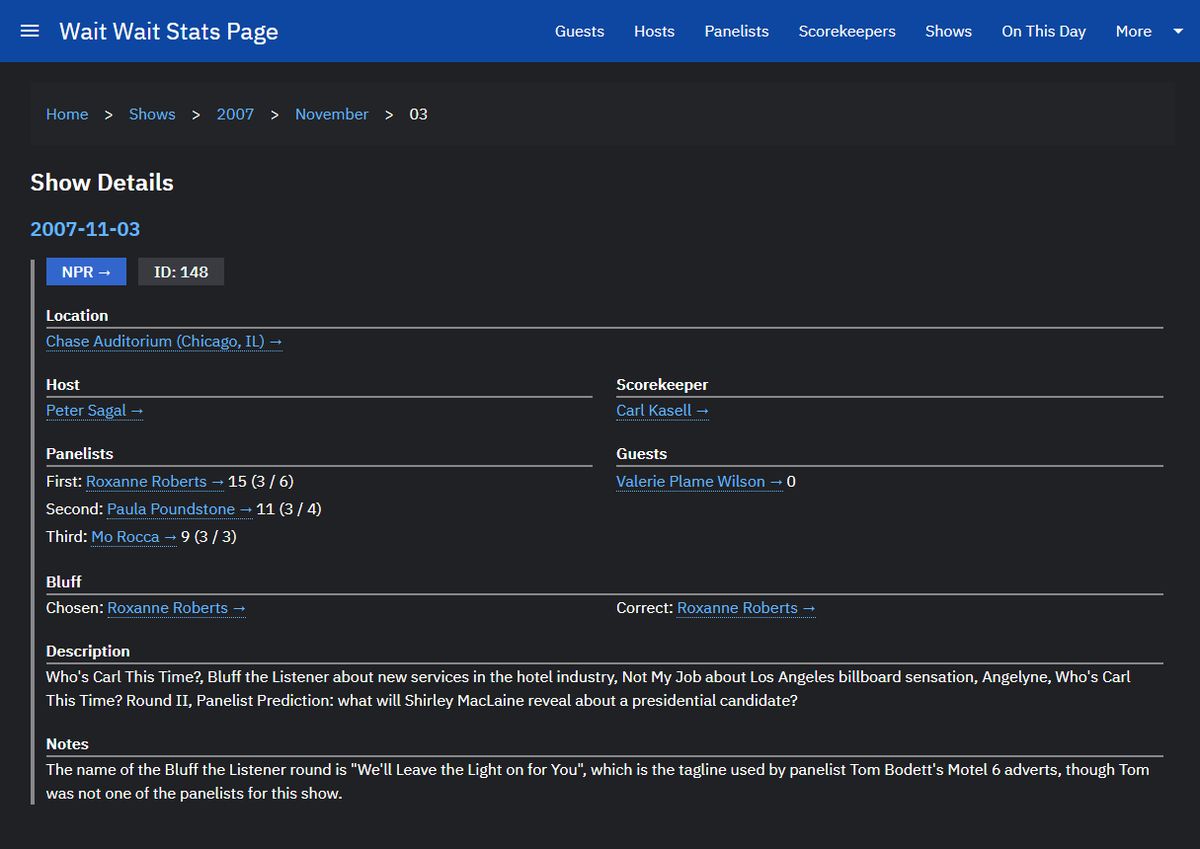 Wait Wait Stats Page
Guests Hosts Panelists Scorekeepers Shows On This Day More
Home > Shows > 2007 > November > 03
Show Details
2007-11-03
NPR → ID: 148
Location
Chase Auditorium (Chicago, IL) →
Host
Peter Sagal →
Scorekeeper
Carl Kasell →
Panelists
First: Roxanne Roberts → 15 (3 / 6)
Second: Paula Poundstone → 11 (3 / 4)
Third: Mo Rocca → 9 (3 / 3)
Guests
Valerie Plame Wilson → 0
Bluff
Chosen: Roxanne Roberts →
Correct: Roxanne Roberts →
Description
Who's Carl This Time?, Bluff the Listener about new services in the hotel industry, Not My Job about Los Angeles billboard sensation, Angelyne, Who's Carl
This Time? Round II, Panelist Prediction: what will Shirley MacLaine reveal about a presidential candidate?
Notes
The name of the Bluff the Listener round is "We'll Leave the Light on for You", which is the tagline used by panelist Tom Bodett's Motel 6 adverts, though Tom
was not one of the panelists for this show.